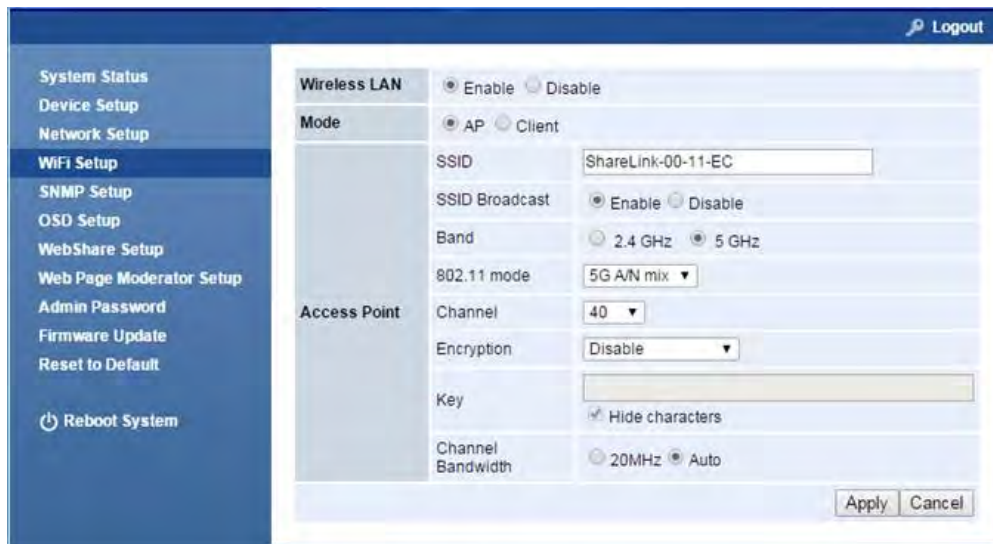 Logout
System Status
Device Setup
Network Setup
WiFi Setup
SNMP Setup
OSD Setup
WebShare Setup
Web Page Moderator Setup
Admin Password
Firmware Update
Reset to Default
Reboot System
Wireless LAN Enable Disable
Mode AP Client
Access Point
SSID ShareLink-00-11-EC
SSID Broadcast Enable Disable
Band 2.4 GHz 5 GHz
802.11 mode 5G A/N mix
Channel 40
Encryption Disable
Key
Hide characters
Channel
Bandwidth
20MHz Auto
Apply Cancel